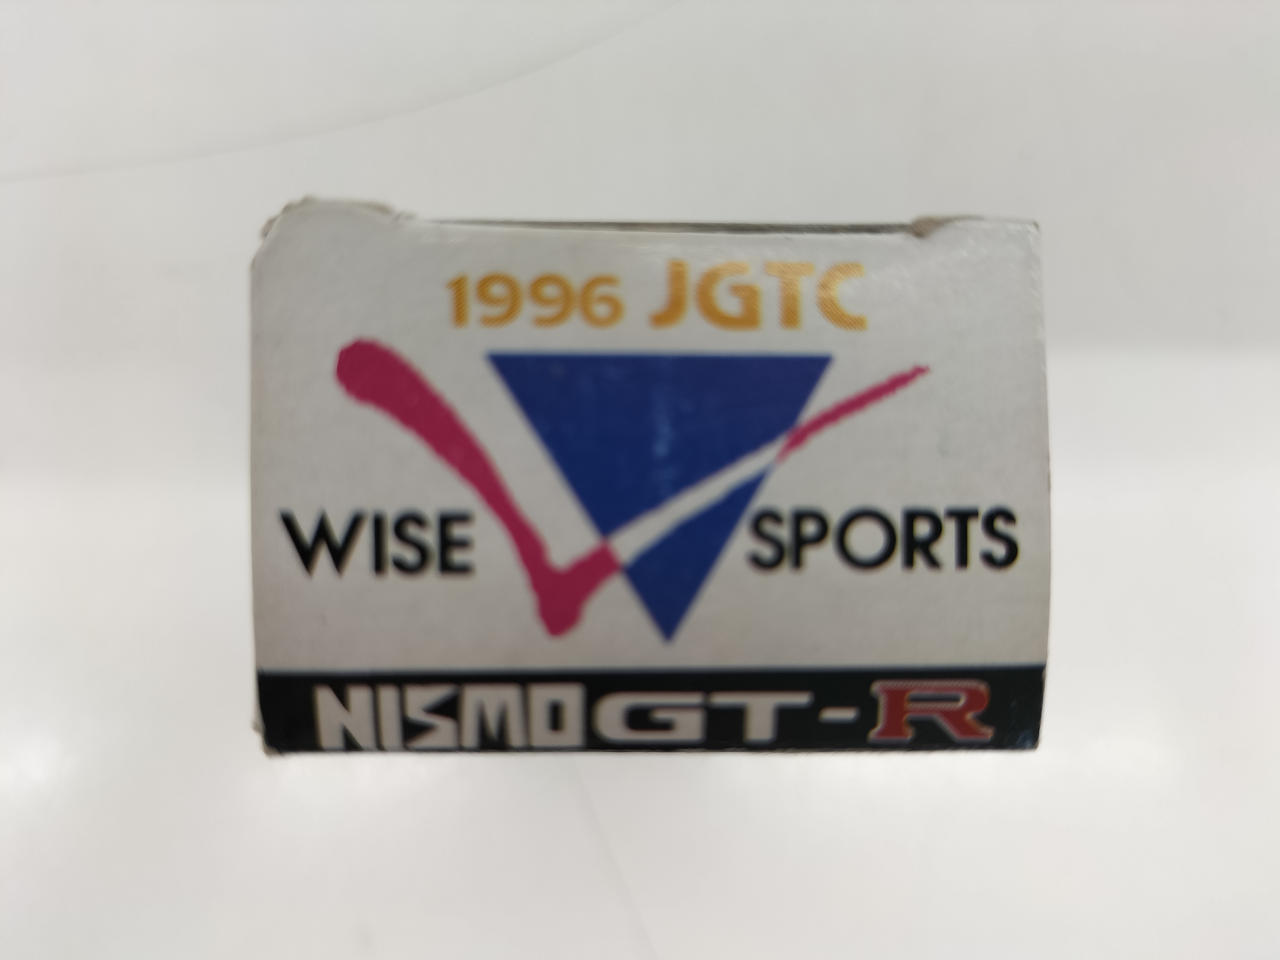 1996 JGTC
WISE SPORTS
NISMO GT-R